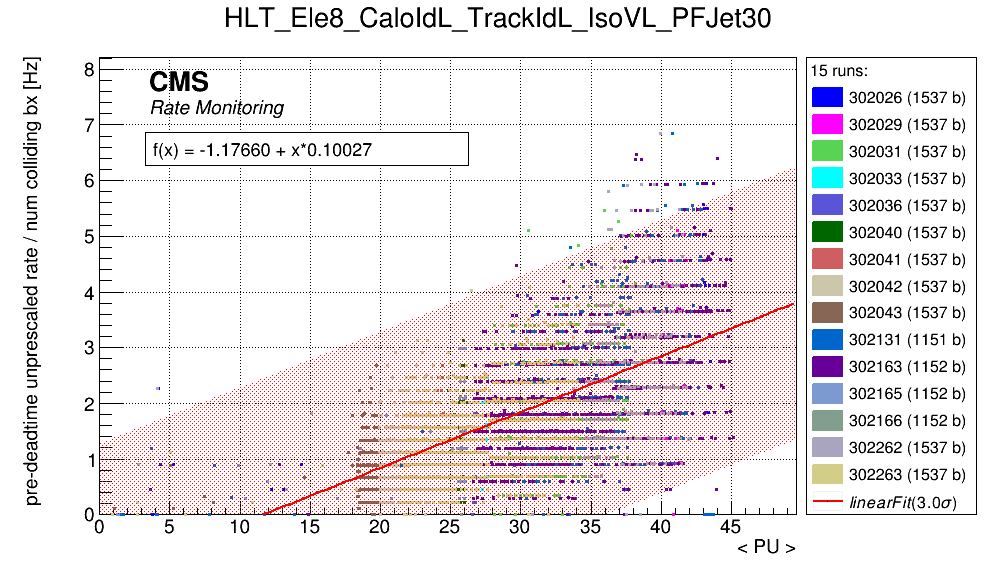 HLT_Ele8_CaloIdL_TrackIdL_IsoVL_PFJet30
pre-deadtime unprescaled rate / num colliding bx [Hz]
CMS
Rate Monitoring
f(x) = -1.17660 + x*0.10027
8
7
6
5
4
3
2
1
0
0 5 10 15 20 25 30 35 40 45
< PU >
15 runs:
302026 (1537 b)
302029 (1537 b)
302031 (1537 b)
302033 (1537 b)
302036 (1537 b)
302040 (1537 b)
302041 (1537 b)
302042 (1537 b)
302043 (1537 b)
302131 (1151 b)
302163 (1152 b)
302165 (1152 b)
302166 (1152 b)
302262 (1537 b)
302263 (1537 b)
linearFit(3.0σ)